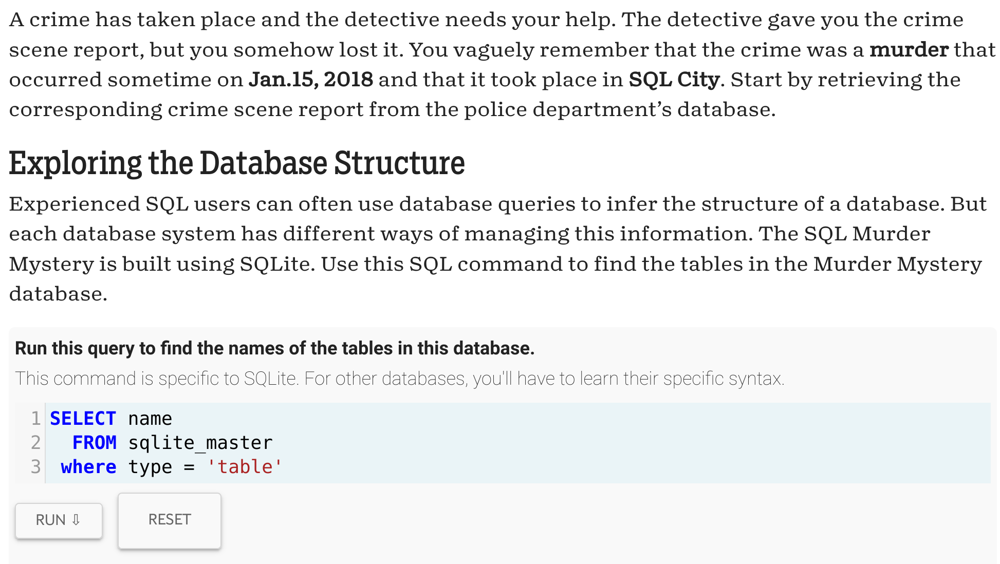 A crime has taken place and the detective needs your help. The detective gave you the crime
scene report, but you somehow lost it. You vaguely remember that the crime was a murder that
occurred sometime on Jan.15, 2018 and that it took place in SQL City. Start by retrieving the
corresponding crime scene report from the police department’s database.
Exploring the Database Structure
Experienced SQL users can often use database queries to infer the structure of a database. But
each database system has different ways of managing this information. The SQL Murder
Mystery is built using SQLite. Use this SQL command to find the tables in the Murder Mystery
database.
Run this query to find the names of the tables in this database.
This command is specific to SQLite. For other databases, you'll have to learn their specific syntax.
1 SELECT name
2   FROM sqlite_master
3  where type = 'table'
RUN ⇩ RESET